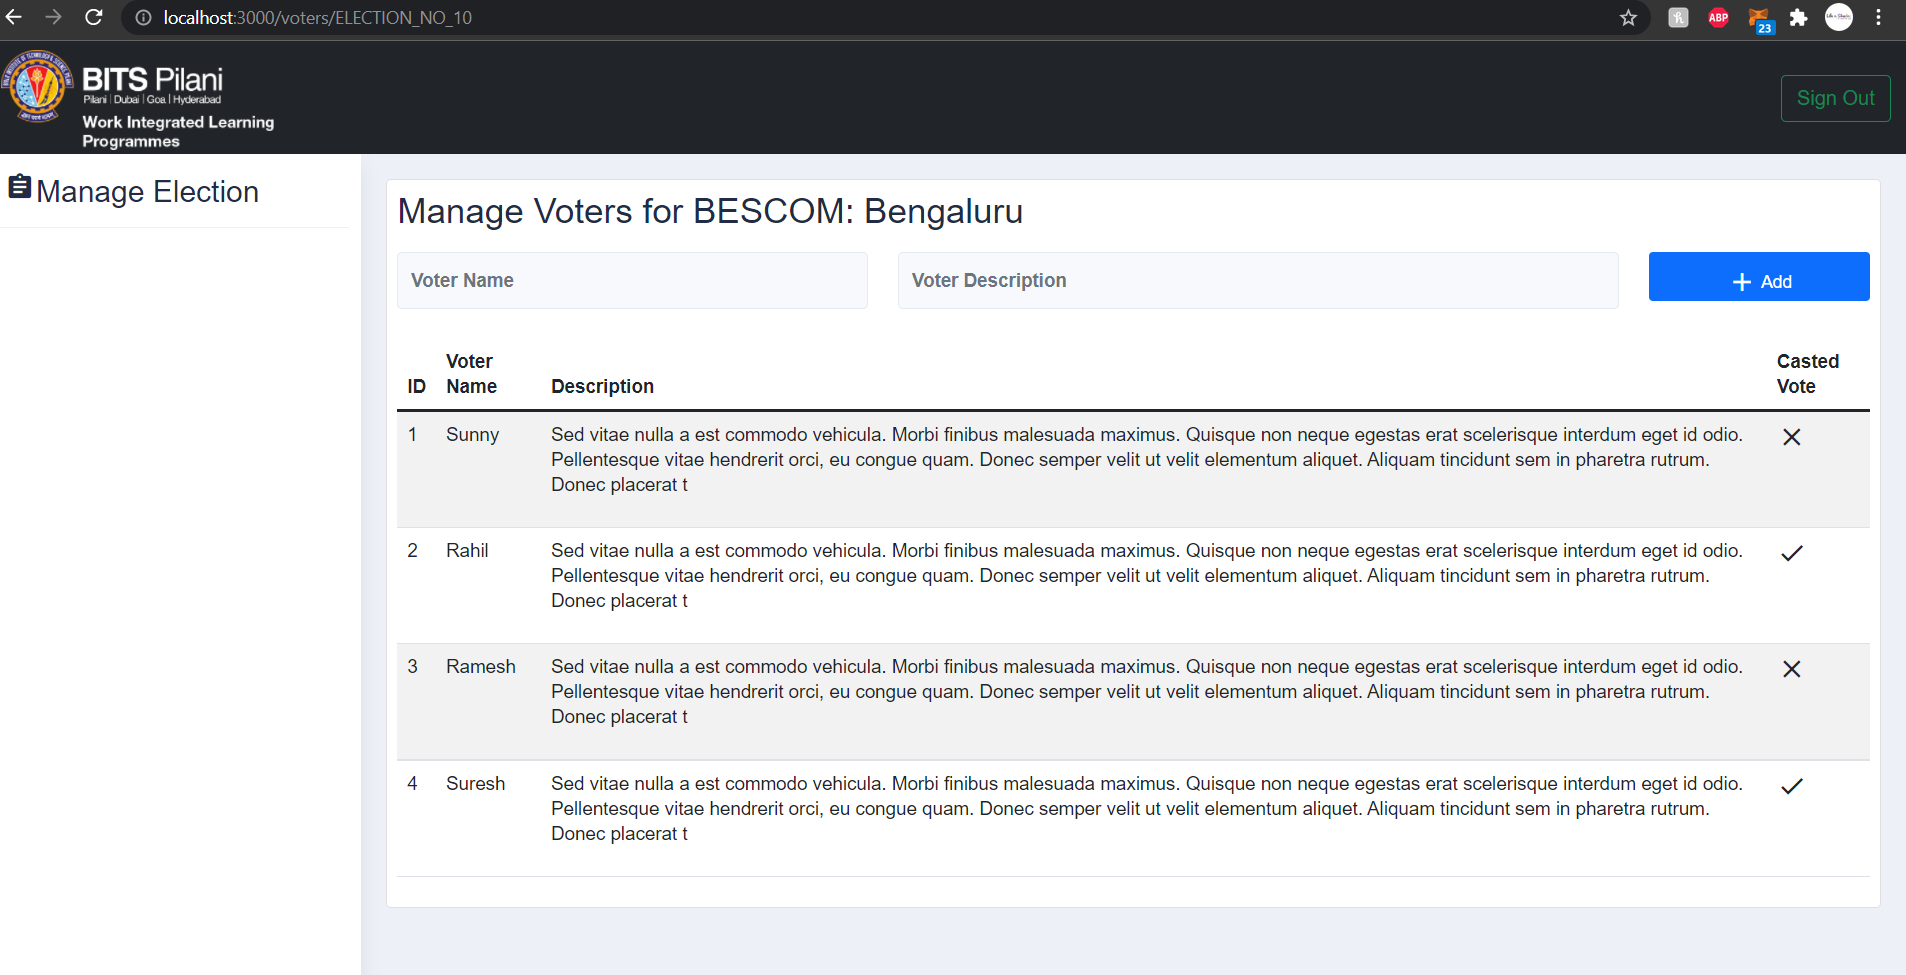 localhost:3000/voters/ELECTION_NO_10
ABP
23
BITS Pilani
Pilani | Dubai | Goa | Hyderabad
Work Integrated Learning
Programmes
Sign Out
Manage Election
Manage Voters for BESCOM: Bengaluru
Voter Name
Voter Description
Add
ID
Voter
Name
Description
Casted
Vote
1
Sunny
Sed vitae nulla a est commodo vehicula. Morbi finibus malesuada maximus. Quisque non neque egestas erat scelerisque interdum eget id odio.
Pellentesque vitae hendrerit orci, eu congue quam. Donec semper velit ut velit elementum aliquet. Aliquam tincidunt sem in pharetra rutrum.
Donec placerat t
2
Rahil
Sed vitae nulla a est commodo vehicula. Morbi finibus malesuada maximus. Quisque non neque egestas erat scelerisque interdum eget id odio.
Pellentesque vitae hendrerit orci, eu congue quam. Donec semper velit ut velit elementum aliquet. Aliquam tincidunt sem in pharetra rutrum.
Donec placerat t
3
Ramesh
Sed vitae nulla a est commodo vehicula. Morbi finibus malesuada maximus. Quisque non neque egestas erat scelerisque interdum eget id odio.
Pellentesque vitae hendrerit orci, eu congue quam. Donec semper velit ut velit elementum aliquet. Aliquam tincidunt sem in pharetra rutrum.
Donec placerat t
4
Suresh
Sed vitae nulla a est commodo vehicula. Morbi finibus malesuada maximus. Quisque non neque egestas erat scelerisque interdum eget id odio.
Pellentesque vitae hendrerit orci, eu congue quam. Donec semper velit ut velit elementum aliquet. Aliquam tincidunt sem in pharetra rutrum.
Donec placerat t